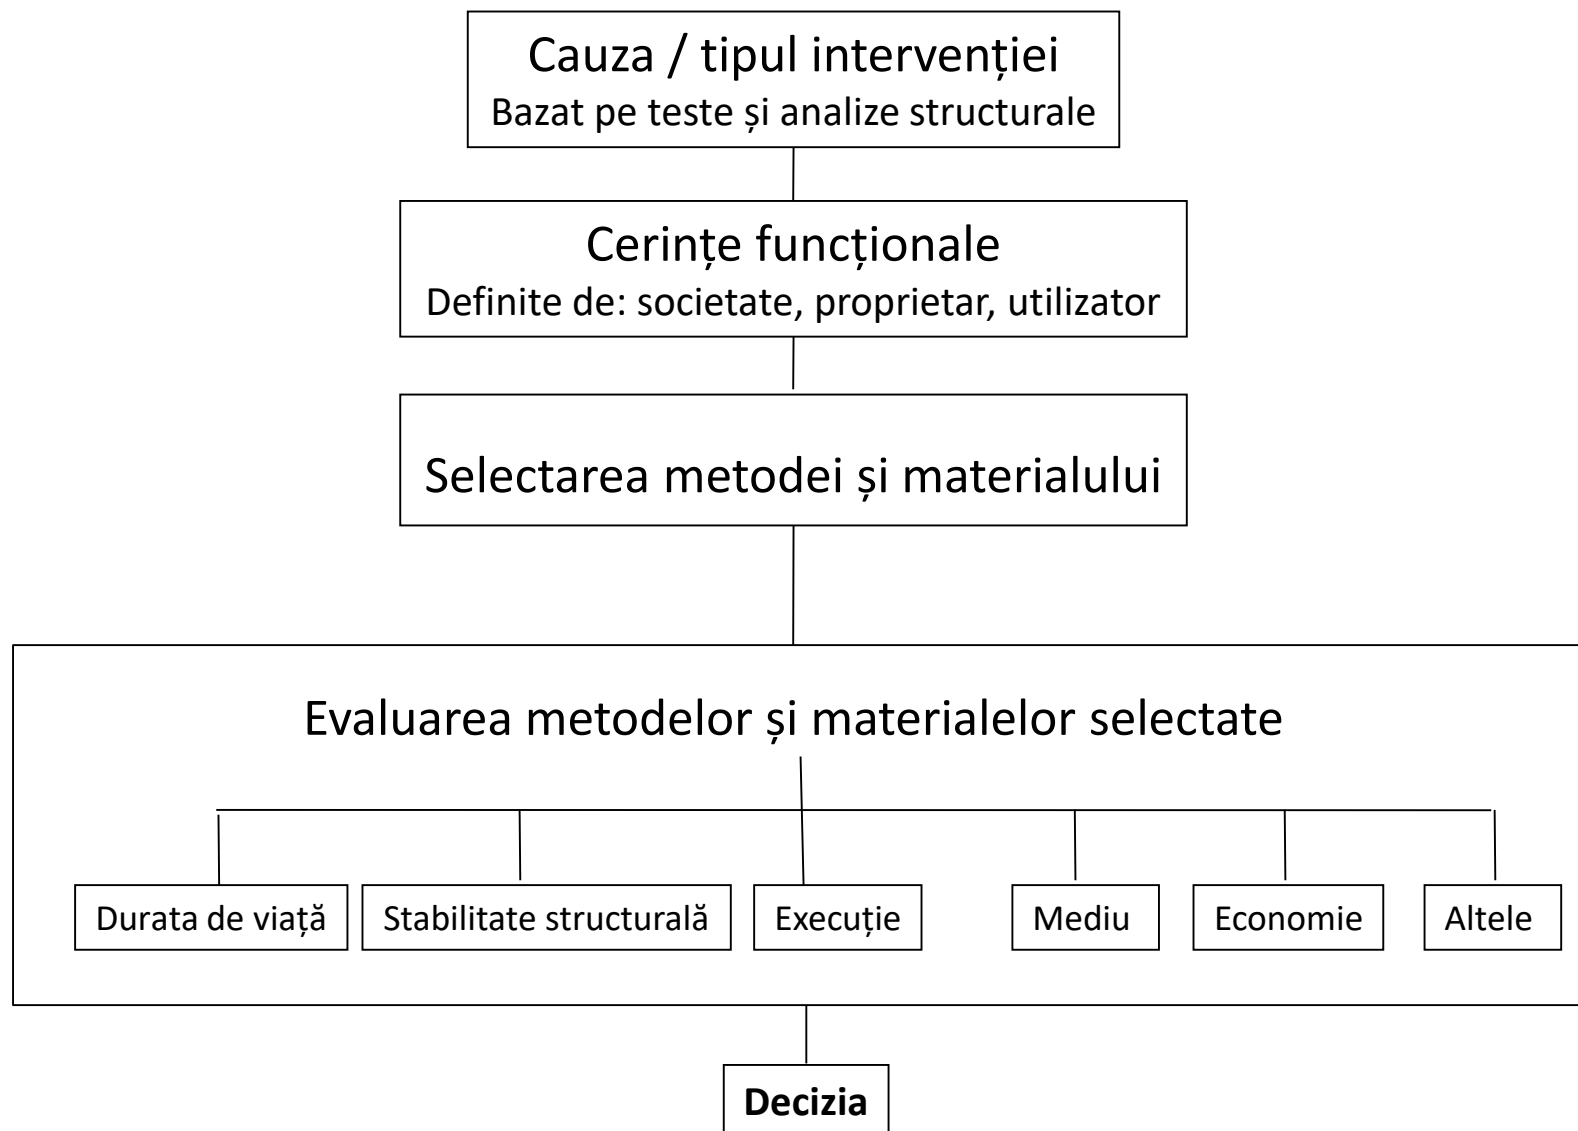 Cauza / tipul intervenției
Bazat pe teste și analize structurale
Cerințe funcționale
Definite de: societate, proprietar, utilizator
Selectarea metodei și materialului
Evaluarea metodelor și materialelor selectate
Durata de viață
Stabilitate structurală
Execuție
Mediu
Economie
Altele
Decizia